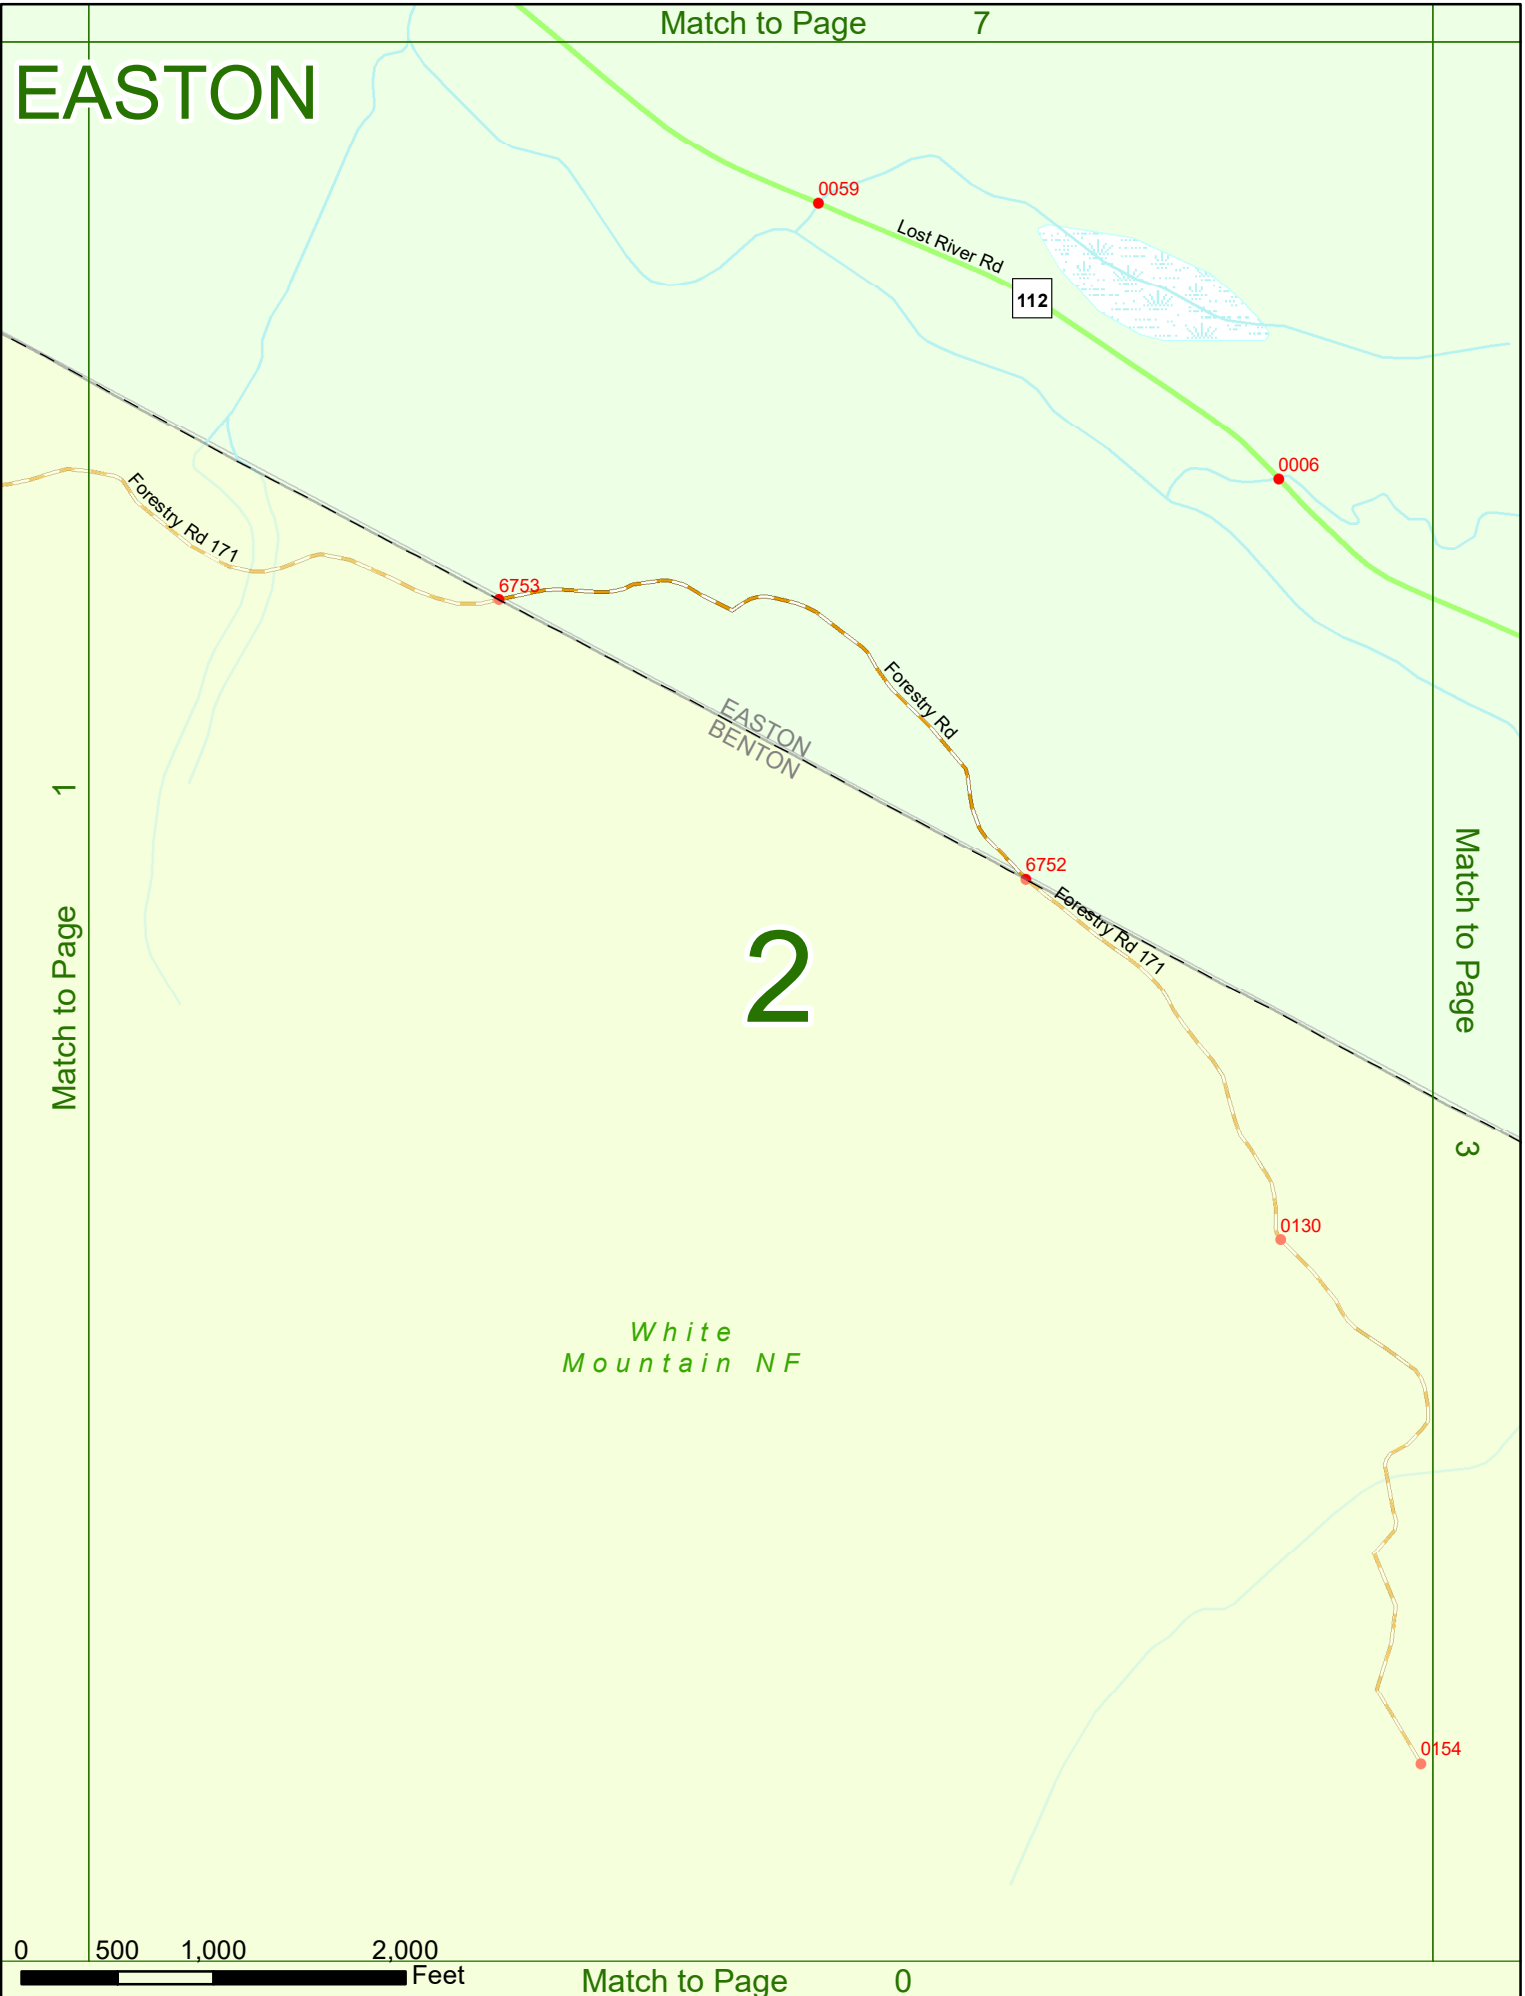 Match to Page 7
EASTON
0059
Lost River Rd
112
0006
Forestry Rd 171
6753
Forestry Rd
EASTON
BENTON
Match to Page 1
6752
Forestry Rd 171
2
Match to Page 3
0130
White
Mountain NF
0154
0 500 1,000 2,000
Feet
Match to Page 0